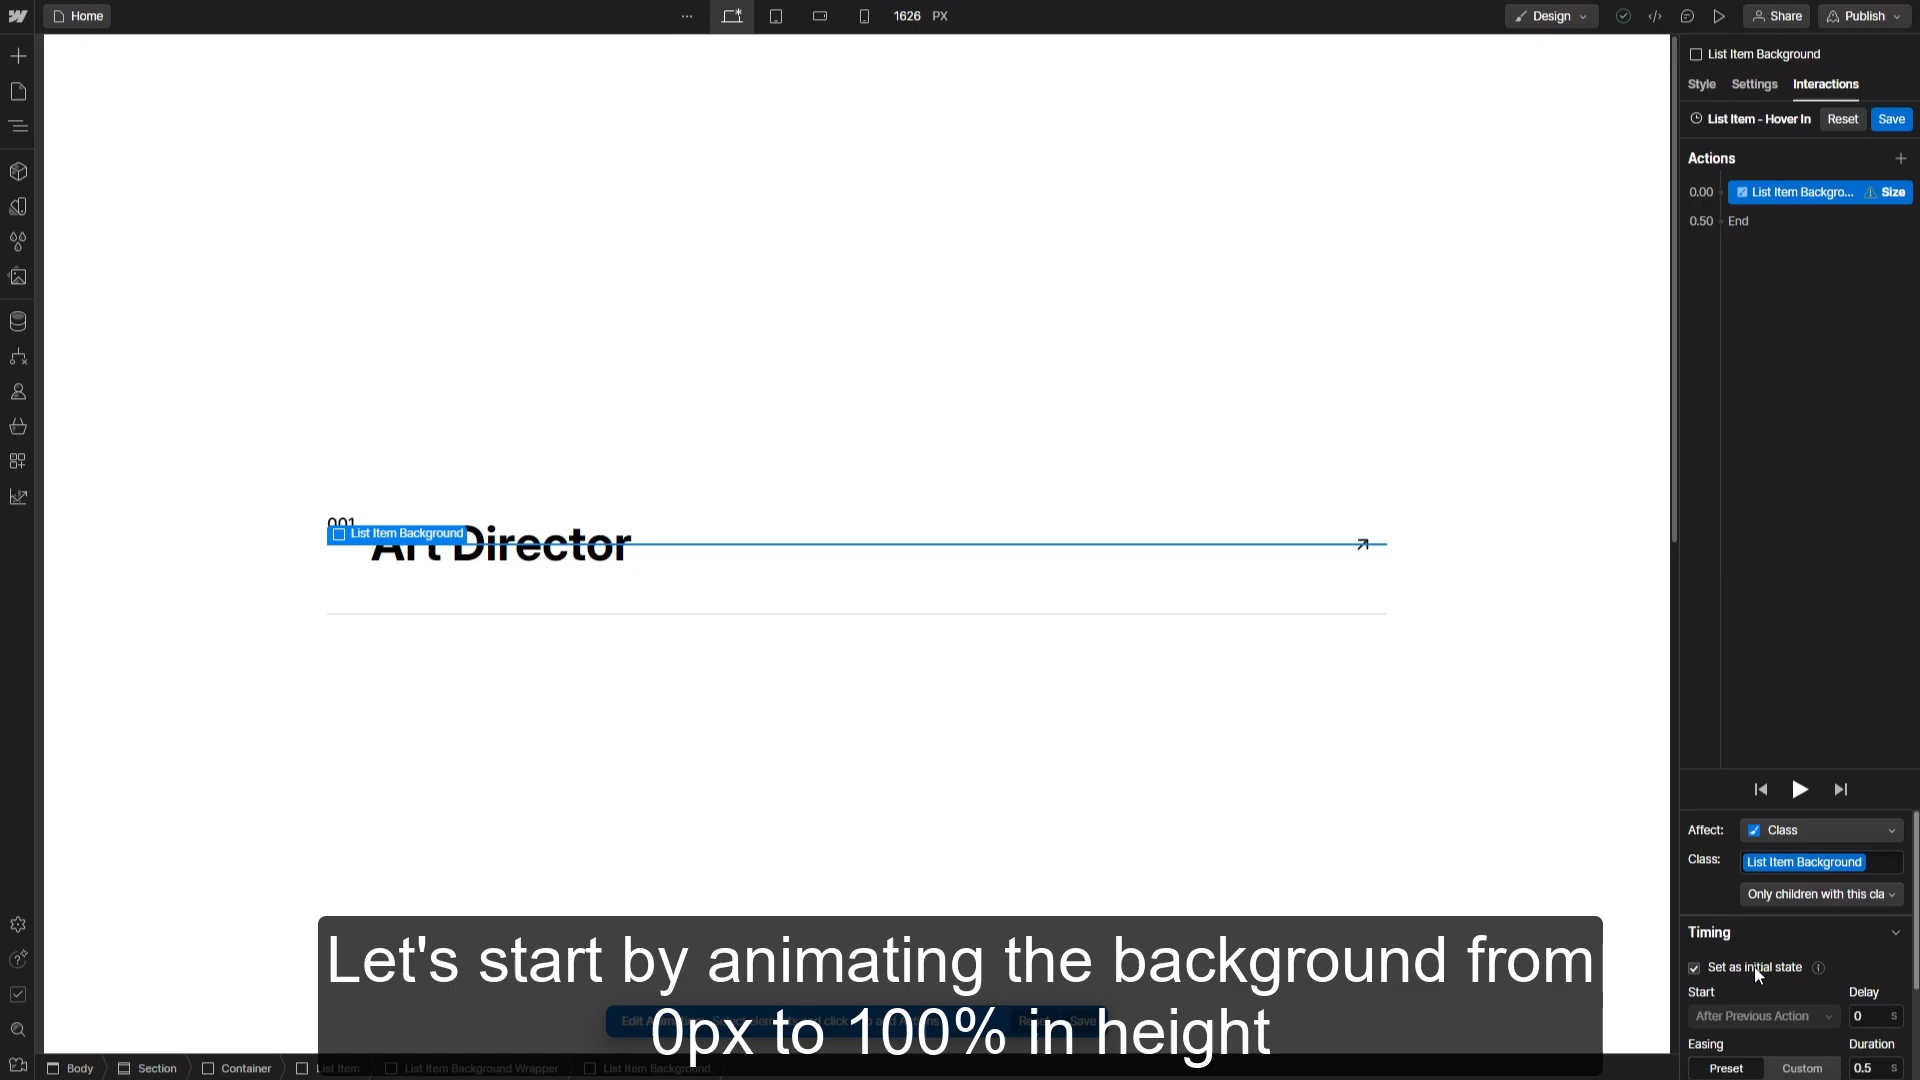 Home
1626 PX
Design
Share
Publish
List Item Background
Style Settings Interactions
List Item - Hover In Reset Save
Actions
0.00 List Item Backgro... Size
0.50 End
001
List Item Background
Art Director
Affect: Class
Class: List Item Background
Only children with this cla
Timing
Set as initial state
Start Delay
After Previous Action 0 S
Easing Duration
Preset Custom 0.5 S
Let's start by animating the background from
0px to 100% in height
Body Section Container List Item List Item Background Wrapper List Item Background